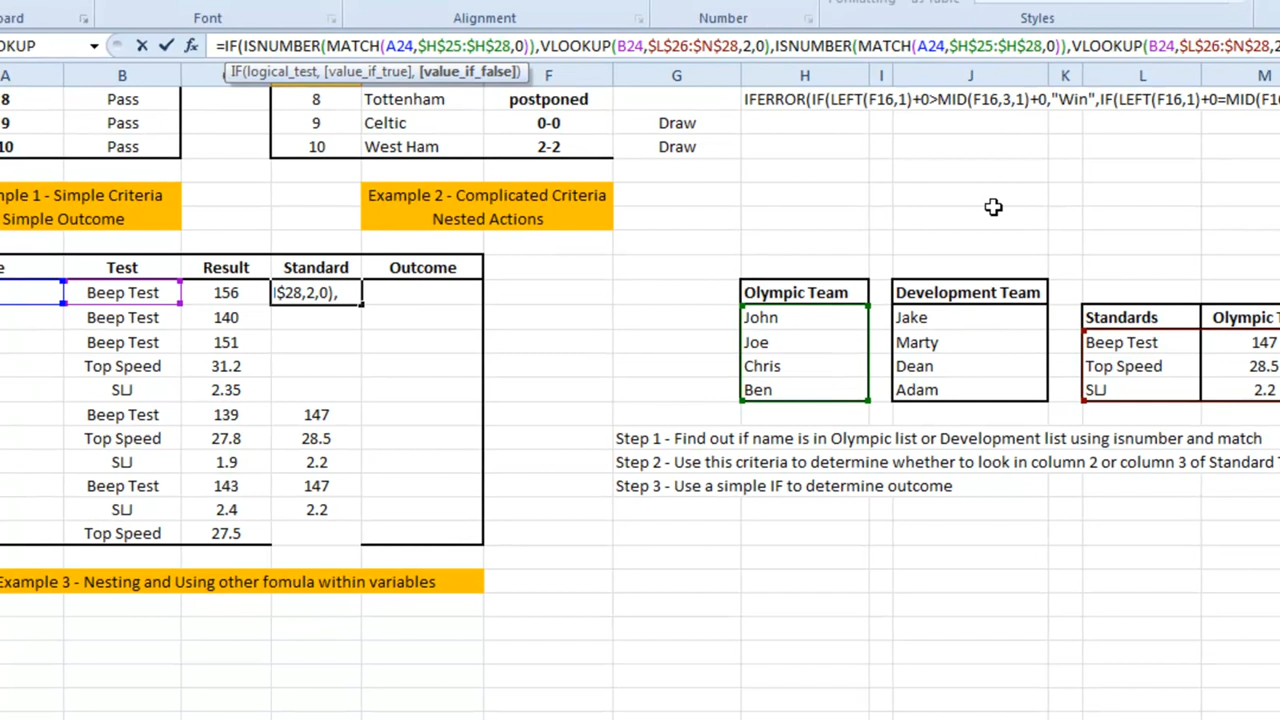 Font Alignment Number Styles
=IF(ISNUMBER(MATCH(A24,$H$25:$H$28,0)),VLOOKUP(B24,$L$26:$N$28,2,0),ISNUMBER(MATCH(A24,$H$25:$H$28,0)),VLOOKUP(B24,$L$26:$N$28,2
fx
IF(logical_test, [value_if_true], [value_if_false])
A B F G H I J K L M
8 Pass 8 Tottenham postponed IFERROR(IF(LEFT(F16,1)+0>MID(F16,3,1)+0,"Win",IF(LEFT(F16,1)+0=MID(F16
9 Pass 9 Celtic 0-0 Draw
10 Pass 10 West Ham 2-2 Draw
mple 1 - Simple Criteria Example 2 - Complicated Criteria
Simple Outcome Nested Actions
e Test Result Standard Outcome
Beep Test 156 $28,2,0), Olympic Team Development Team
Beep Test 140 John Jake Standards Olympic T
Beep Test 151 Joe Marty Beep Test 147
Top Speed 31.2 Chris Dean Top Speed 28.5
SLJ 2.35 Ben Adam SLJ 2.2
Beep Test 139 147
Top Speed 27.8 28.5 Step 1 - Find out if name is in Olympic list or Development list using isnumber and match
SLJ 1.9 2.2 Step 2 - Use this criteria to determine whether to look in column 2 or column 3 of Standard T
Beep Test 143 147 Step 3 - Use a simple IF to determine outcome
SLJ 2.4 2.2
Top Speed 27.5
Example 3 - Nesting and Using other fomula within variables